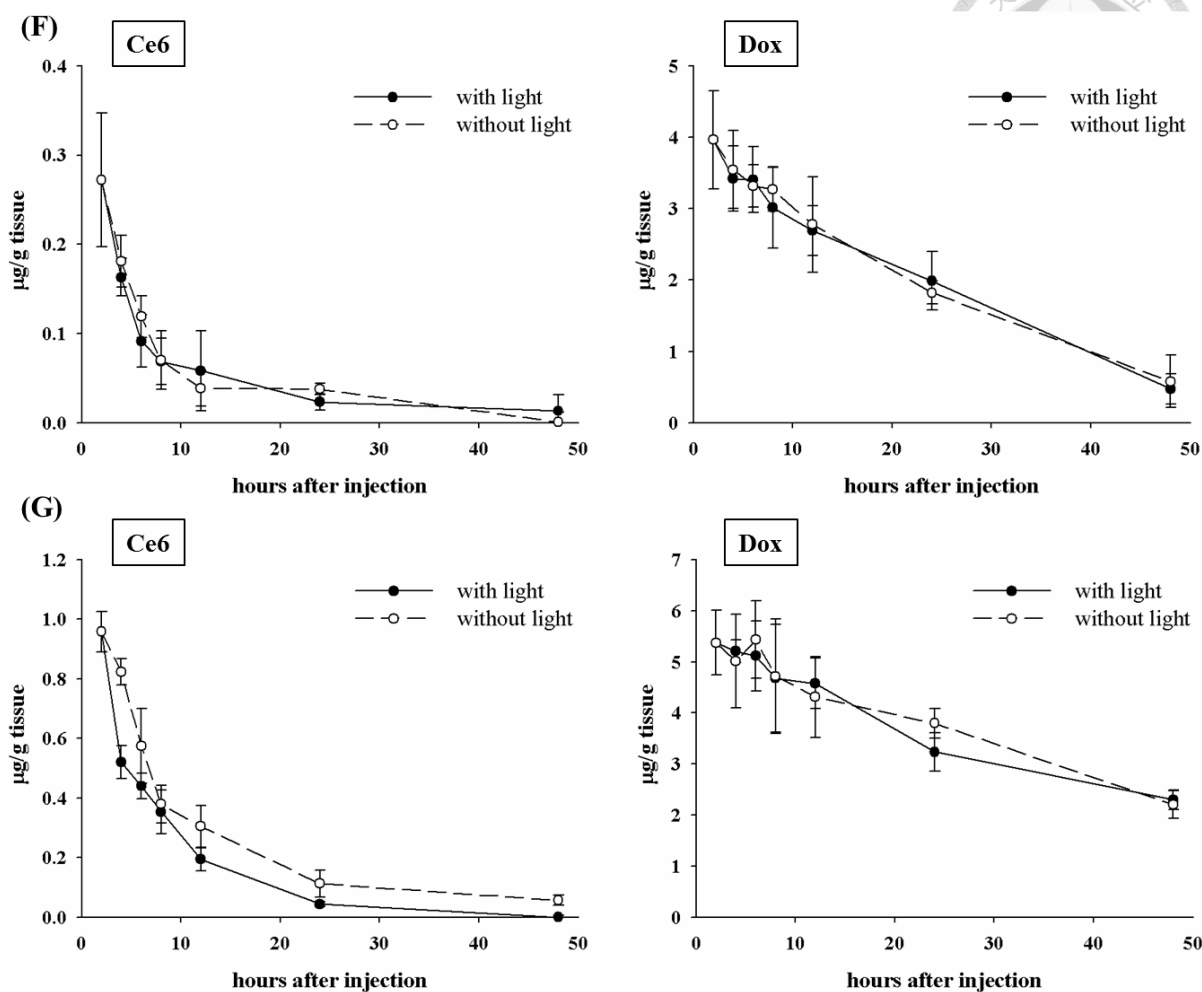 (F)
Ce6
with light
without light
µg/g tissue
0.4
0.3
0.2
0.1
0.0
0 10 20 30 40 50
hours after injection
Dox
with light
without light
µg/g tissue
5
4
3
2
1
0
0 10 20 30 40 50
hours after injection
(G)
Ce6
with light
without light
µg/g tissue
1.2
1.0
0.8
0.6
0.4
0.2
0.0
0 10 20 30 40 50
hours after injection
Dox
with light
without light
µg/g tissue
7
6
5
4
3
2
1
0
0 10 20 30 40 50
hours after injection